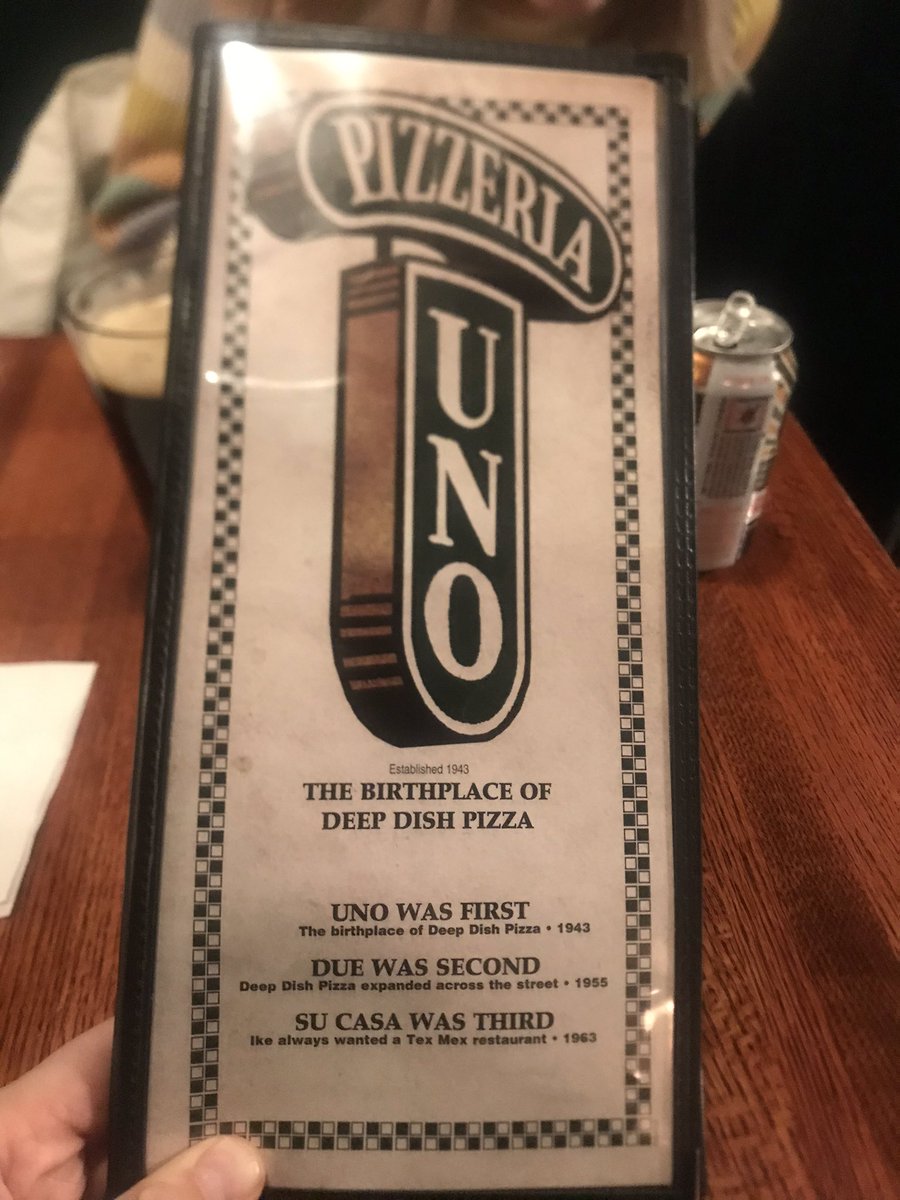 PIZZERIA
UNO
Established 1943
THE BIRTHPLACE OF
DEEP DISH PIZZA
UNO WAS FIRST
The birthplace of Deep Dish Pizza • 1943
DUE WAS SECOND
Deep Dish Pizza expanded across the street • 1955
SU CASA WAS THIRD
Ike always wanted a Tex Mex restaurant • 1963